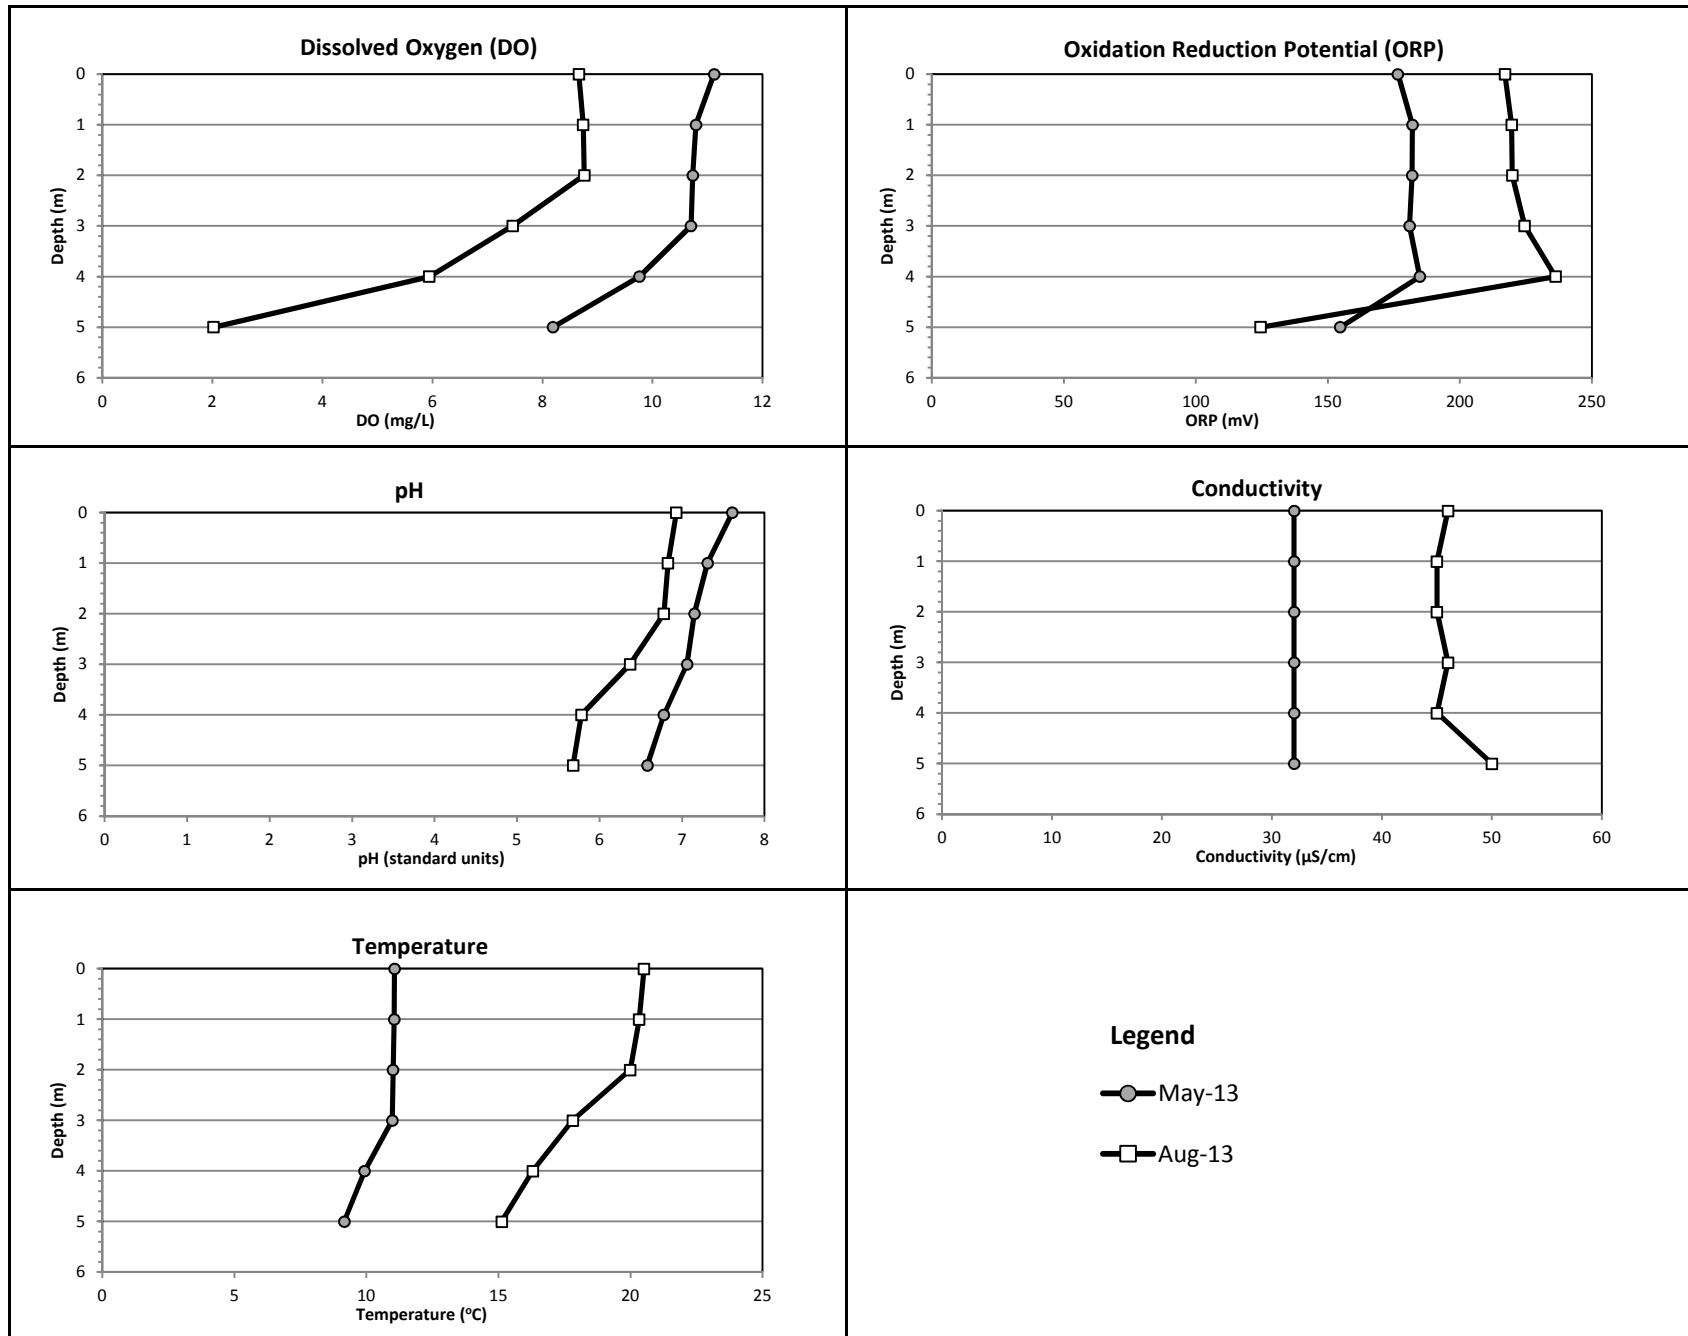 Dissolved Oxygen (DO)
0
1
2
3
4
5
6
Depth (m)
0 2 4 6 8 10 12
DO (mg/L)
Oxidation Reduction Potential (ORP)
0
1
2
3
4
5
6
Depth (m)
0 50 100 150 200 250
ORP (mV)
pH
0
1
2
3
4
5
6
Depth (m)
0 1 2 3 4 5 6 7 8
pH (standard units)
Conductivity
0
1
2
3
4
5
6
Depth (m)
0 10 20 30 40 50 60
Conductivity (µS/cm)
Temperature
0
1
2
3
4
5
6
Depth (m)
0 5 10 15 20 25
Temperature (°C)
Legend
May-13
Aug-13